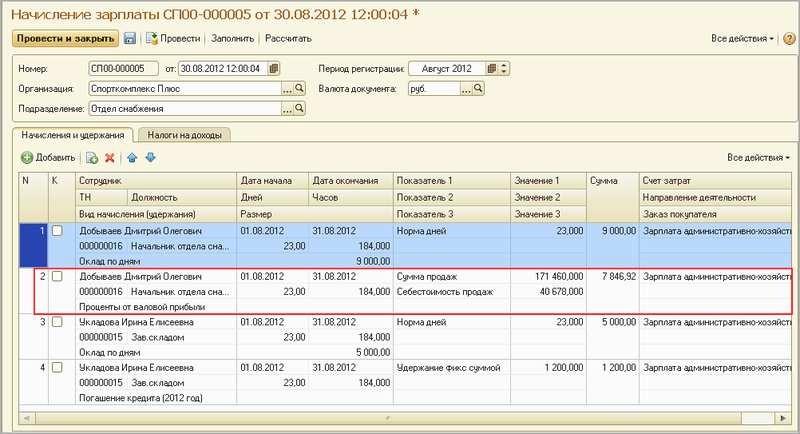 Начисление зарплаты СП00-000005 от 30.08.2012 12:00:04 *
Провести и закрыть Провести Заполнить Рассчитать Все действия
Номер: СП00-000005 от: 30.08.2012 12:00:04 Период регистрации: Август 2012
Организация: Спорткомплекс Плюс ... Валюта документа: руб. ...
Подразделение: Отдел снабжения ...
Начисления и удержания Налоги на доходы
Добавить Все действия
N К Сотрудник Дата начала Дата окончания Показатель 1 Значение 1 Сумма Счет затрат
ТН Должность Дней Часов Показатель 2 Значение 2 Направление деятельности
Вид начисления (удержания) Размер Показатель 3 Значение 3 Заказ покупателя
1 Добываев Дмитрий Олегович 01.08.2012 31.08.2012 Норма дней 23,000 9 000,00 Зарплата административно-хозяйств
000000016 Начальник отдела сна... 23,00 184,000
Оклад по дням 9 000,00
2 Добываев Дмитрий Олегович 01.08.2012 31.08.2012 Сумма продаж 171 460,000 7 846,92 Зарплата административно-хозяйств
000000016 Начальник отдела сна... 23,00 184,000 Себестоимость продаж 40 678,000
Проценты от валовой прибыли
3 Укладова Ирина Елисеевна 01.08.2012 31.08.2012 Норма дней 23,000 5 000,00 Зарплата административно-хозяйств
000000015 Зав.складом 23,00 184,000
Оклад по дням 5 000,00
4 Укладова Ирина Елисеевна 01.08.2012 31.08.2012 Удержание фикс суммой 1 200,000 1 200,00 Зарплата административно-хозяйств
000000015 Зав.складом 23,00 184,000
Погашение кредита (2012 год)